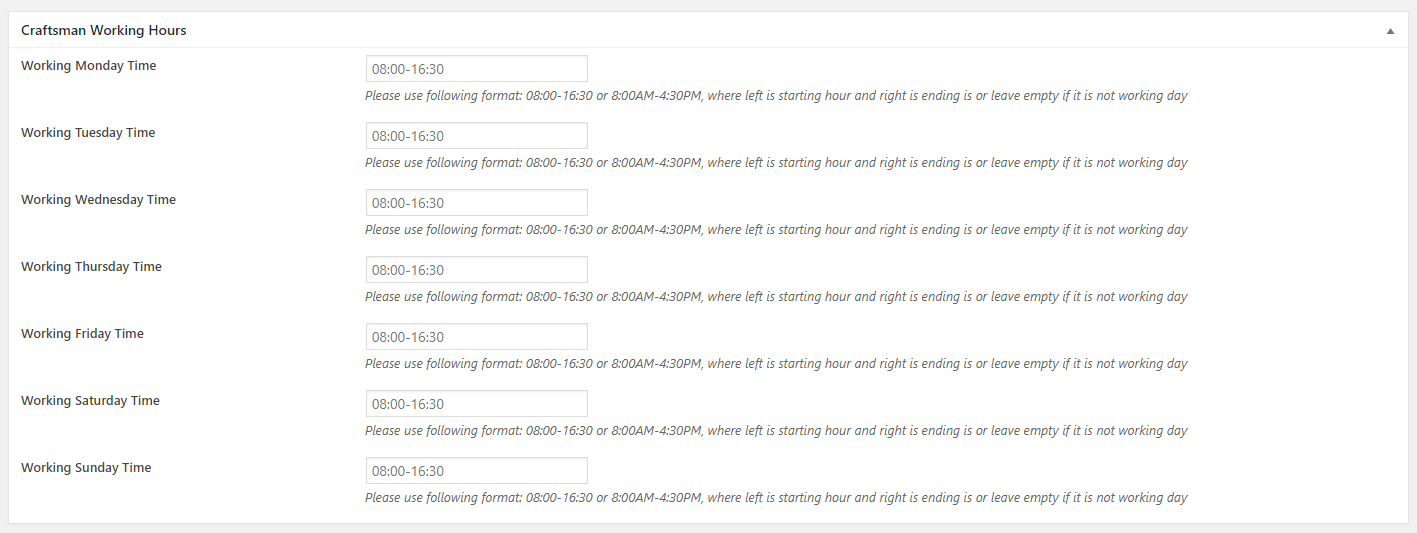 Craftsman Working Hours
Working Monday Time
08:00-16:30
Please use following format: 08:00-16:30 or 8:00AM-4:30PM, where left is starting hour and right is ending is or leave empty if it is not working day
Working Tuesday Time
08:00-16:30
Please use following format: 08:00-16:30 or 8:00AM-4:30PM, where left is starting hour and right is ending is or leave empty if it is not working day
Working Wednesday Time
08:00-16:30
Please use following format: 08:00-16:30 or 8:00AM-4:30PM, where left is starting hour and right is ending is or leave empty if it is not working day
Working Thursday Time
08:00-16:30
Please use following format: 08:00-16:30 or 8:00AM-4:30PM, where left is starting hour and right is ending is or leave empty if it is not working day
Working Friday Time
08:00-16:30
Please use following format: 08:00-16:30 or 8:00AM-4:30PM, where left is starting hour and right is ending is or leave empty if it is not working day
Working Saturday Time
08:00-16:30
Please use following format: 08:00-16:30 or 8:00AM-4:30PM, where left is starting hour and right is ending is or leave empty if it is not working day
Working Sunday Time
08:00-16:30
Please use following format: 08:00-16:30 or 8:00AM-4:30PM, where left is starting hour and right is ending is or leave empty if it is not working day